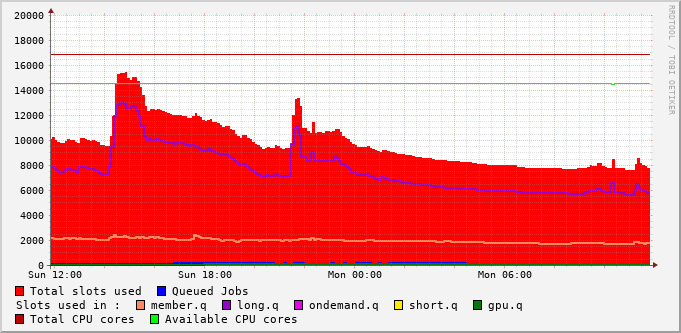 RRDTOOL / TOBI OETIKER
20000
18000
16000
14000
12000
10000
8000
6000
4000
2000
0
Sun 12:00 Sun 18:00 Mon 00:00 Mon 06:00
Total slots used Queued Jobs
Slots used in : member.q long.q ondemand.q short.q gpu.q
Total CPU cores Available CPU cores